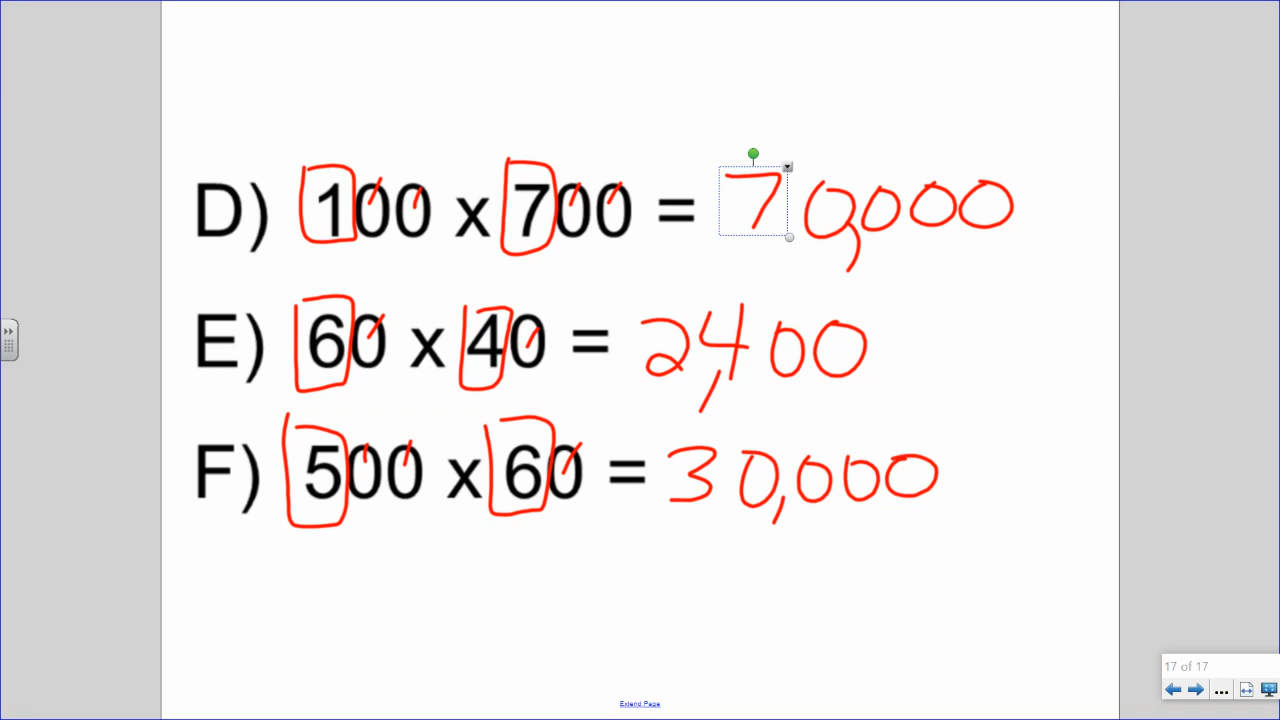 D) 100 x 700 = 70,000
E) 60 x 40 = 2,400
F) 500 x 60 = 30,000
17 of 17
...
Extend Page